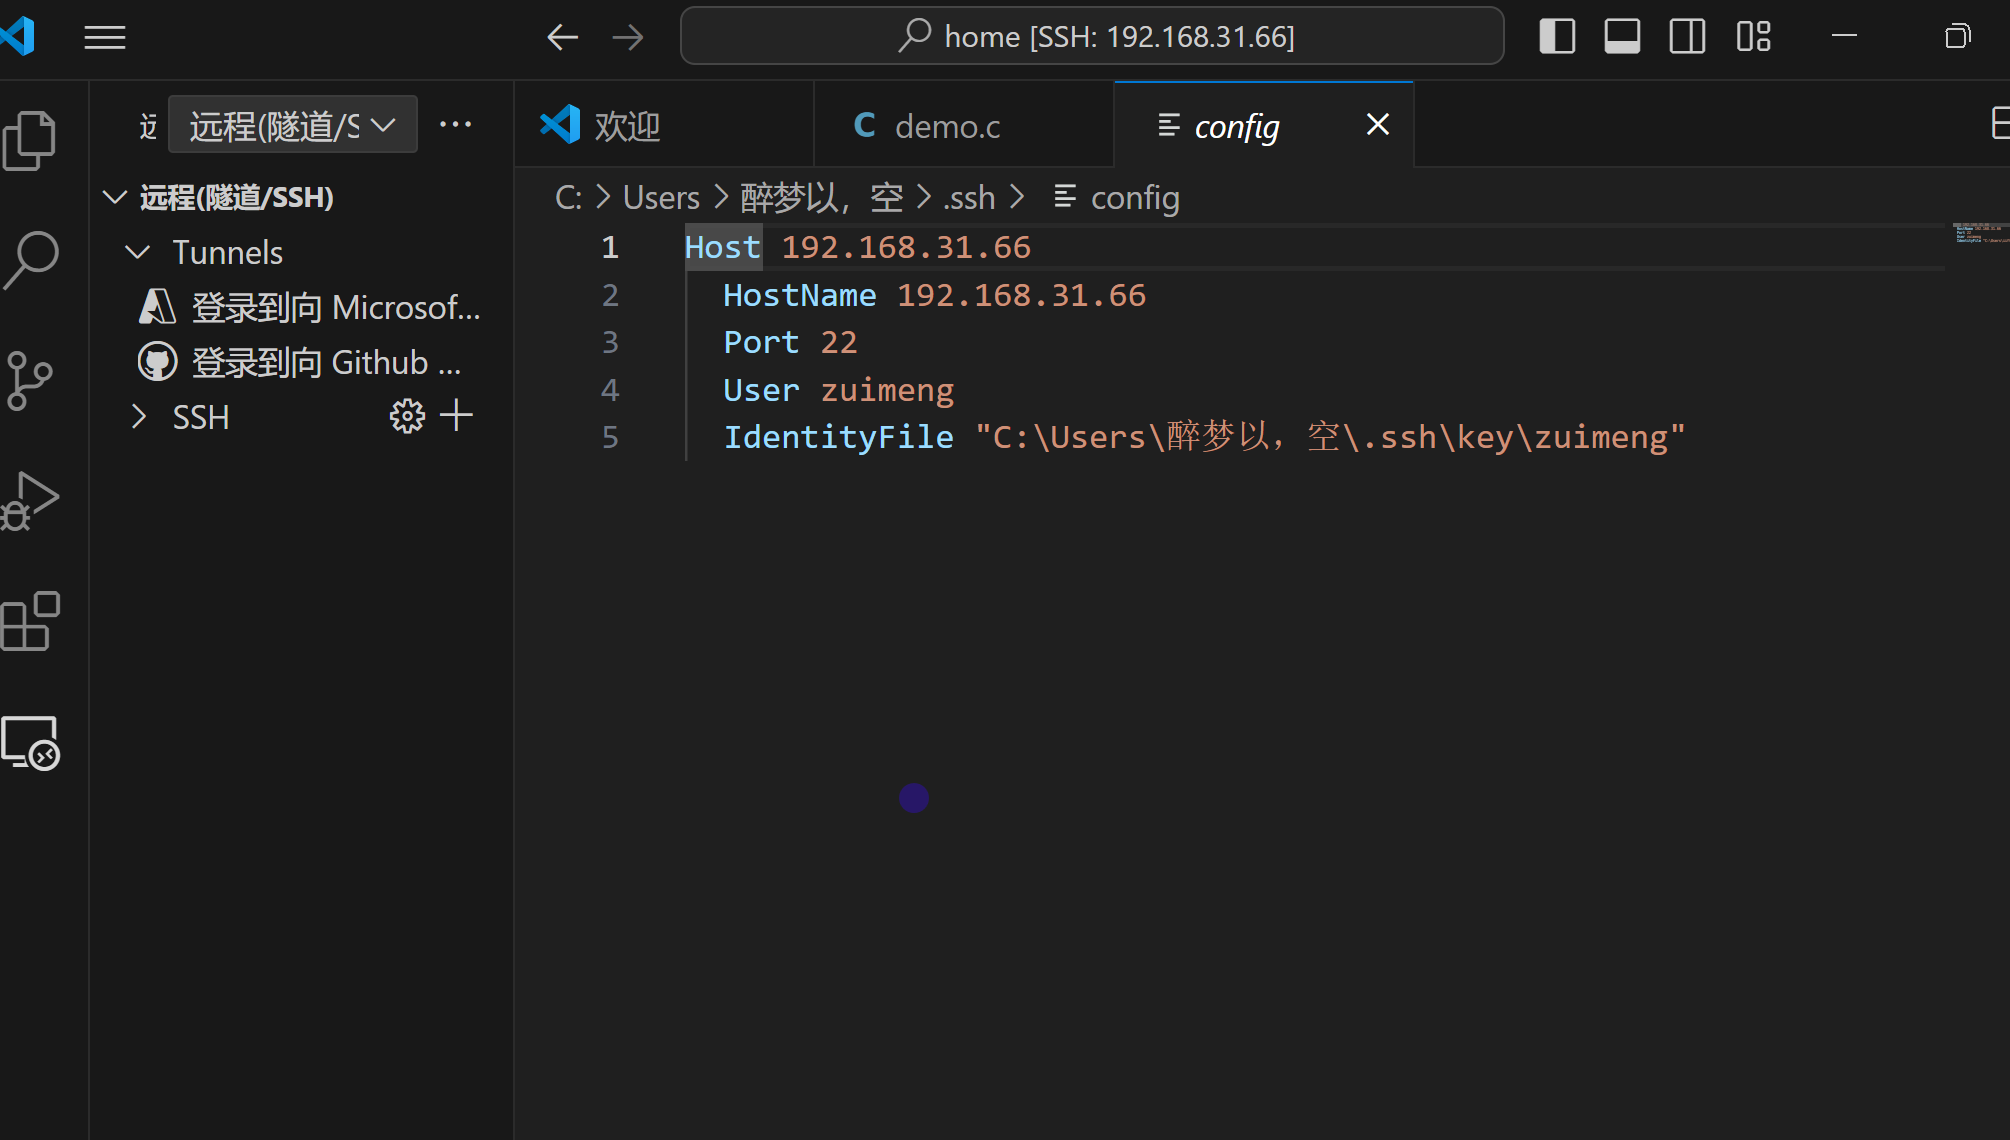 home [SSH: 192.168.31.66]
远程(隧道/S
欢迎
demo.c
config
远程(隧道/SSH)
C: > Users > 醉梦以，空 > .ssh > config
Tunnels
登录到向 Microsof...
登录到向 Github ...
SSH
1 Host 192.168.31.66
2 HostName 192.168.31.66
3 Port 22
4 User zuimeng
5 IdentityFile "C:\Users\醉梦以，空\.ssh\key\zuimeng"